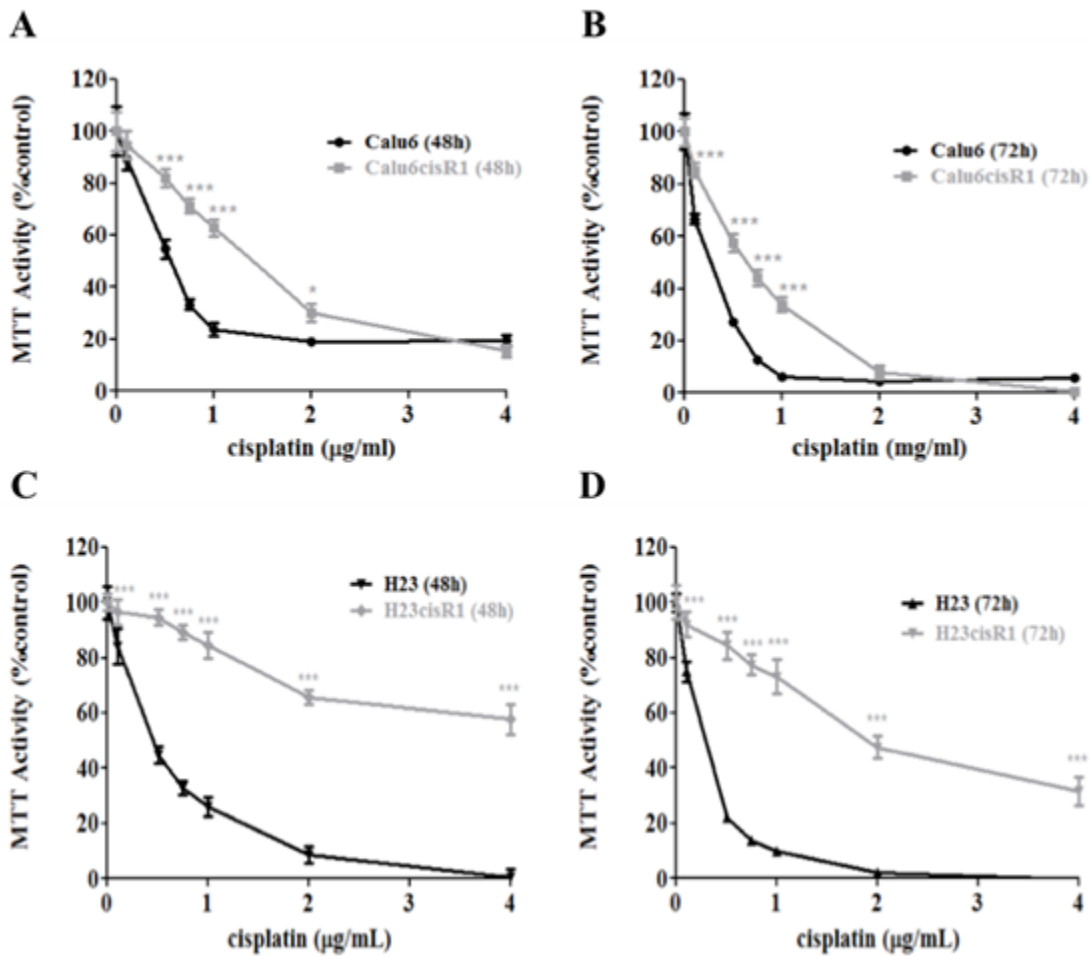 A
120
100
80
60
40
20
0
MTT Activity (%control)
Calu6 (48h)
Calu6cisR1 (48h)
***
***
***
*
0 1 2 3 4
cisplatin (μg/ml)
B
120
100
80
60
40
20
0
MTT Activity (%control)
Calu6 (72h)
Calu6cisR1 (72h)
***
***
***
***
0 1 2 3 4
cisplatin (mg/ml)
C
120
100
80
60
40
20
0
MTT Activity (%control)
H23 (48h)
H23cisR1 (48h)
***
***
***
***
***
***
0 1 2 3 4
cisplatin (μg/mL)
D
120
100
80
60
40
20
0
MTT Activity (%control)
H23 (72h)
H23cisR1 (72h)
***
***
***
***
***
***
0 1 2 3 4
cisplatin (μg/mL)